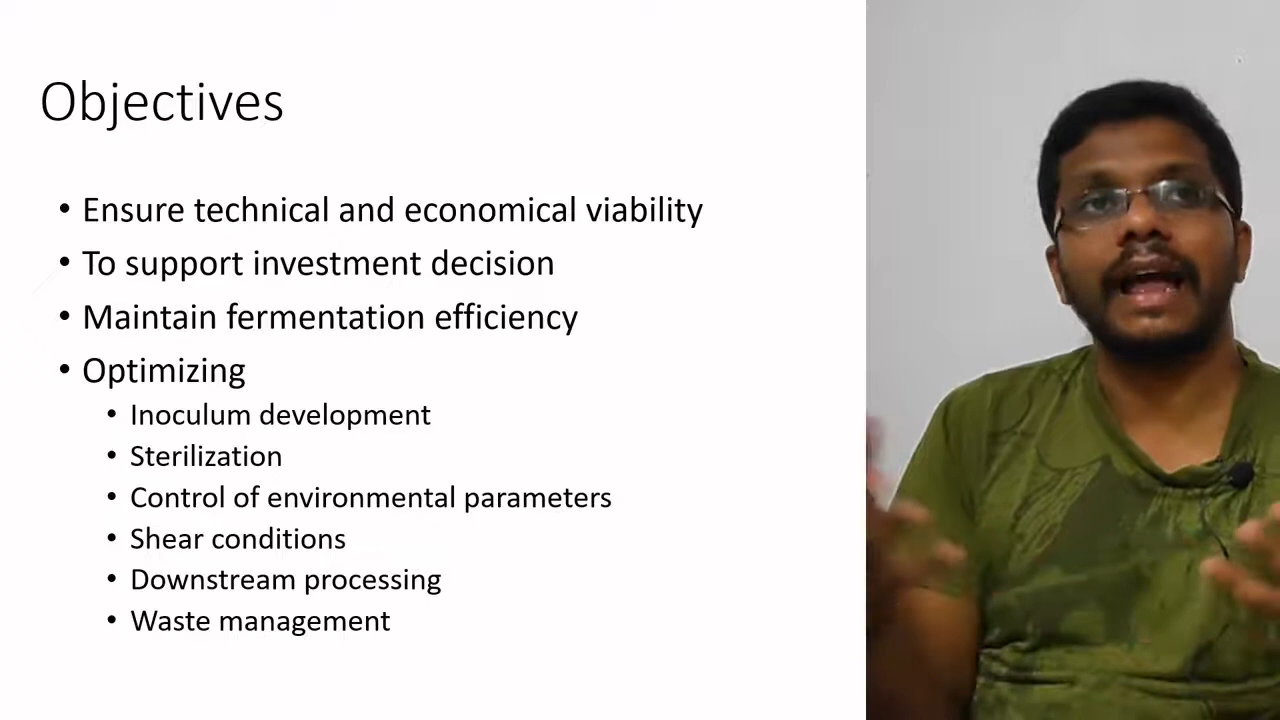 Objectives
• Ensure technical and economical viability
• To support investment decision
• Maintain fermentation efficiency
• Optimizing
• Inoculum development
• Sterilization
• Control of environmental parameters
• Shear conditions
• Downstream processing
• Waste management